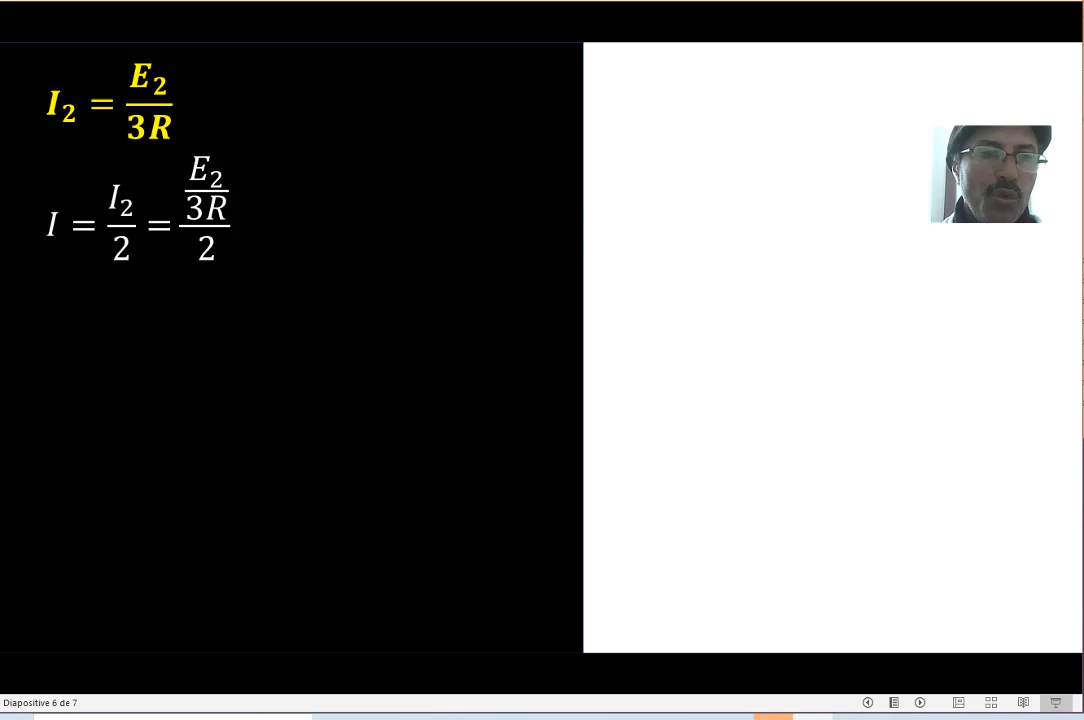 I₂ = E₂/3R
I = I₂/2 = (E₂/3R)/2
Diapositive 6 de 7